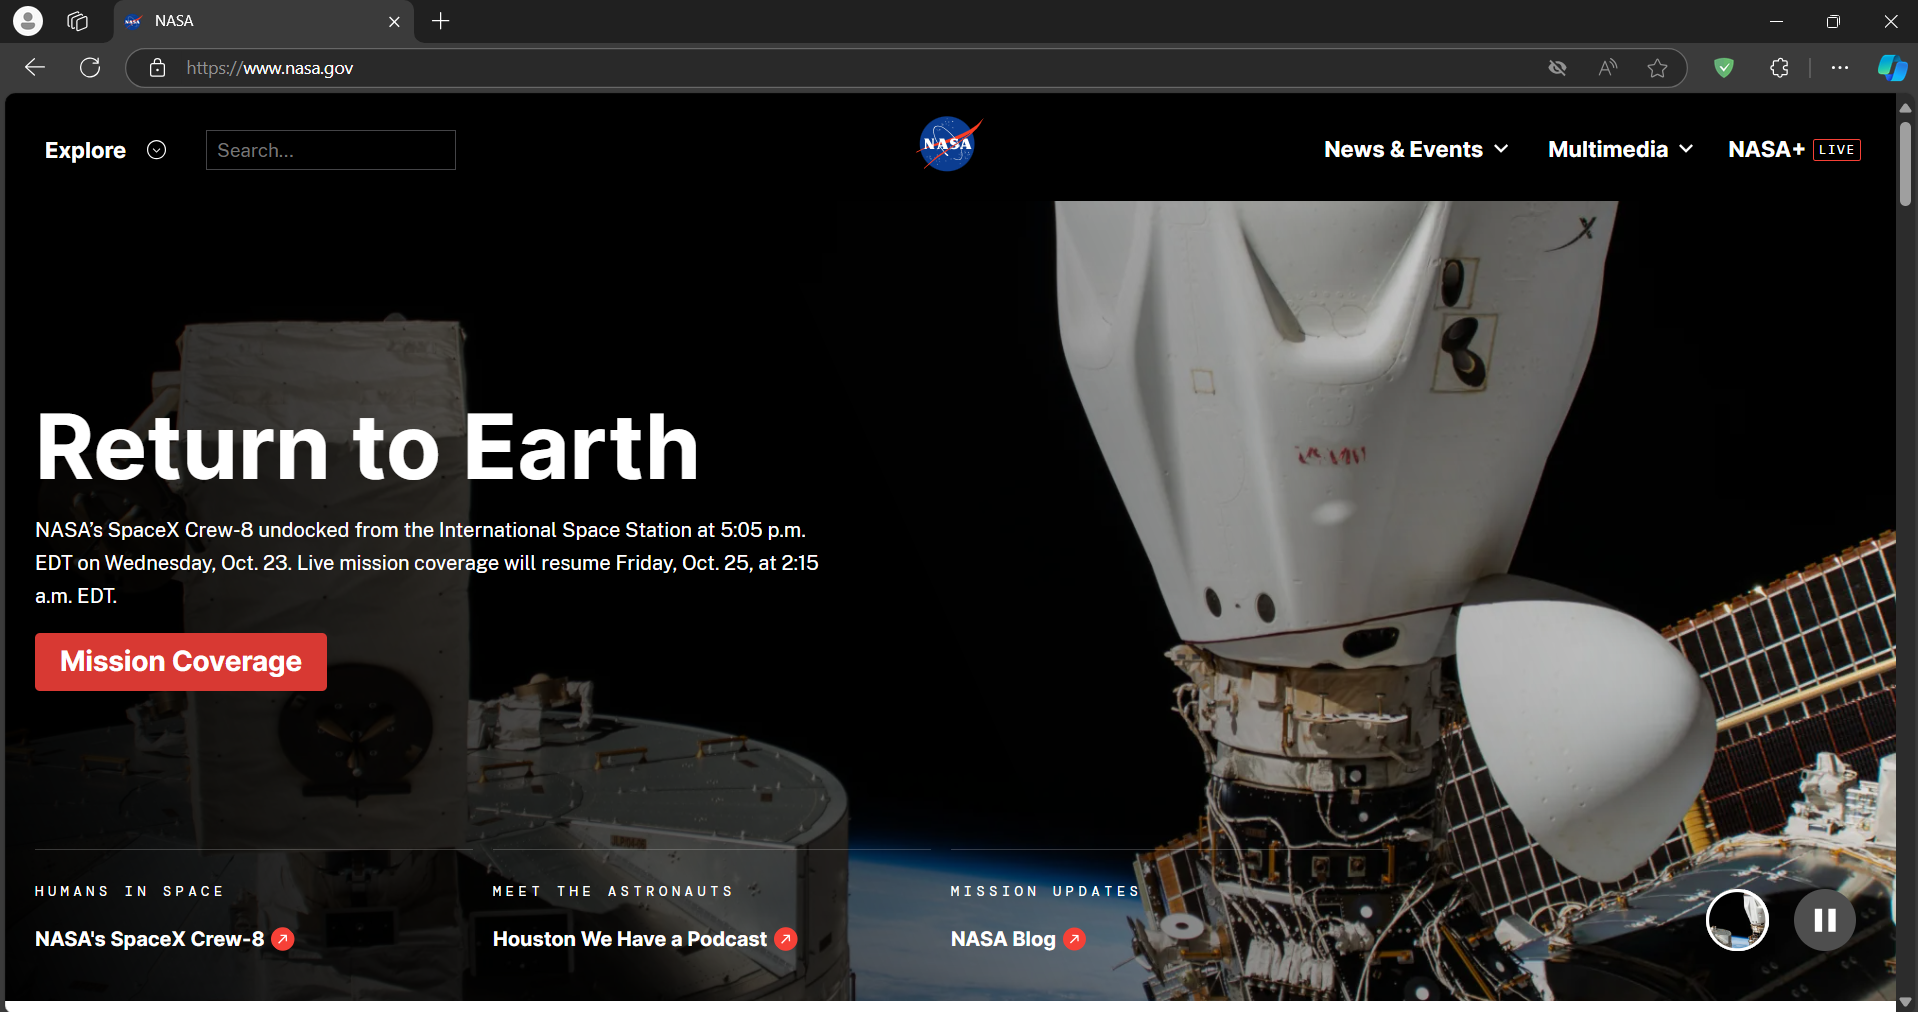 NASA
https://www.nasa.gov
Explore
Search...
NASA
News & Events
Multimedia
NASA+ LIVE
Return to Earth
NASA’s SpaceX Crew-8 undocked from the International Space Station at 5:05 p.m.
EDT on Wednesday, Oct. 23. Live mission coverage will resume Friday, Oct. 25, at 2:15
a.m. EDT.
Mission Coverage
HUMANS IN SPACE
NASA's SpaceX Crew-8
MEET THE ASTRONAUTS
Houston We Have a Podcast
MISSION UPDATES
NASA Blog